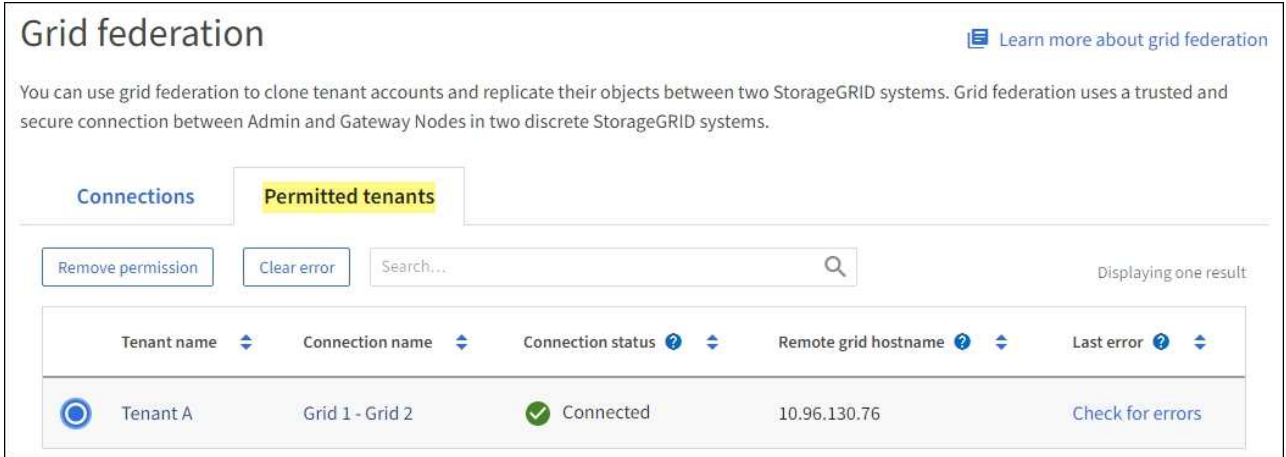 Grid federation
Learn more about grid federation
You can use grid federation to clone tenant accounts and replicate their objects between two StorageGRID systems. Grid federation uses a trusted and
secure connection between Admin and Gateway Nodes in two discrete StorageGRID systems.
Connections Permitted tenants
Remove permission Clear error Search... Displaying one result
Tenant name Connection name Connection status ? Remote grid hostname ? Last error ?
Tenant A Grid 1 - Grid 2 Connected 10.96.130.76 Check for errors